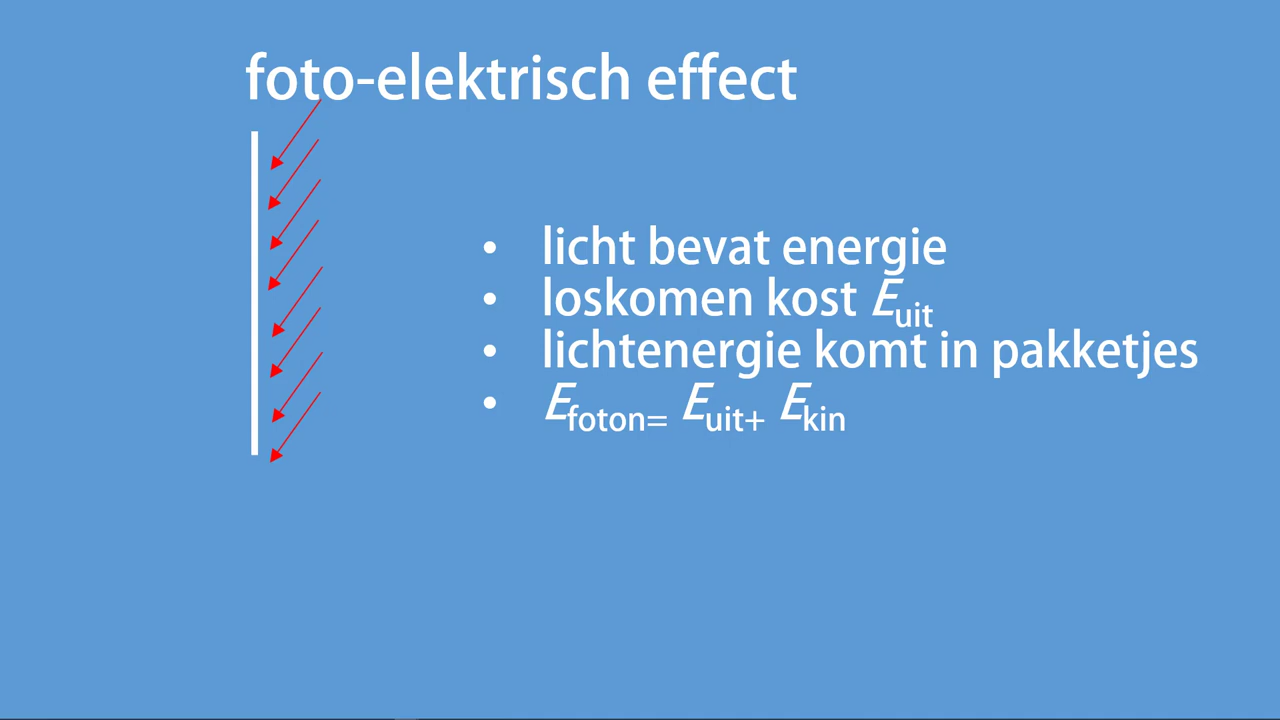 foto-elektrisch effect
• licht bevat energie
• loskomen kost Euit
• lichtenergie komt in pakketjes
• Efoton= Euit+ Ekin